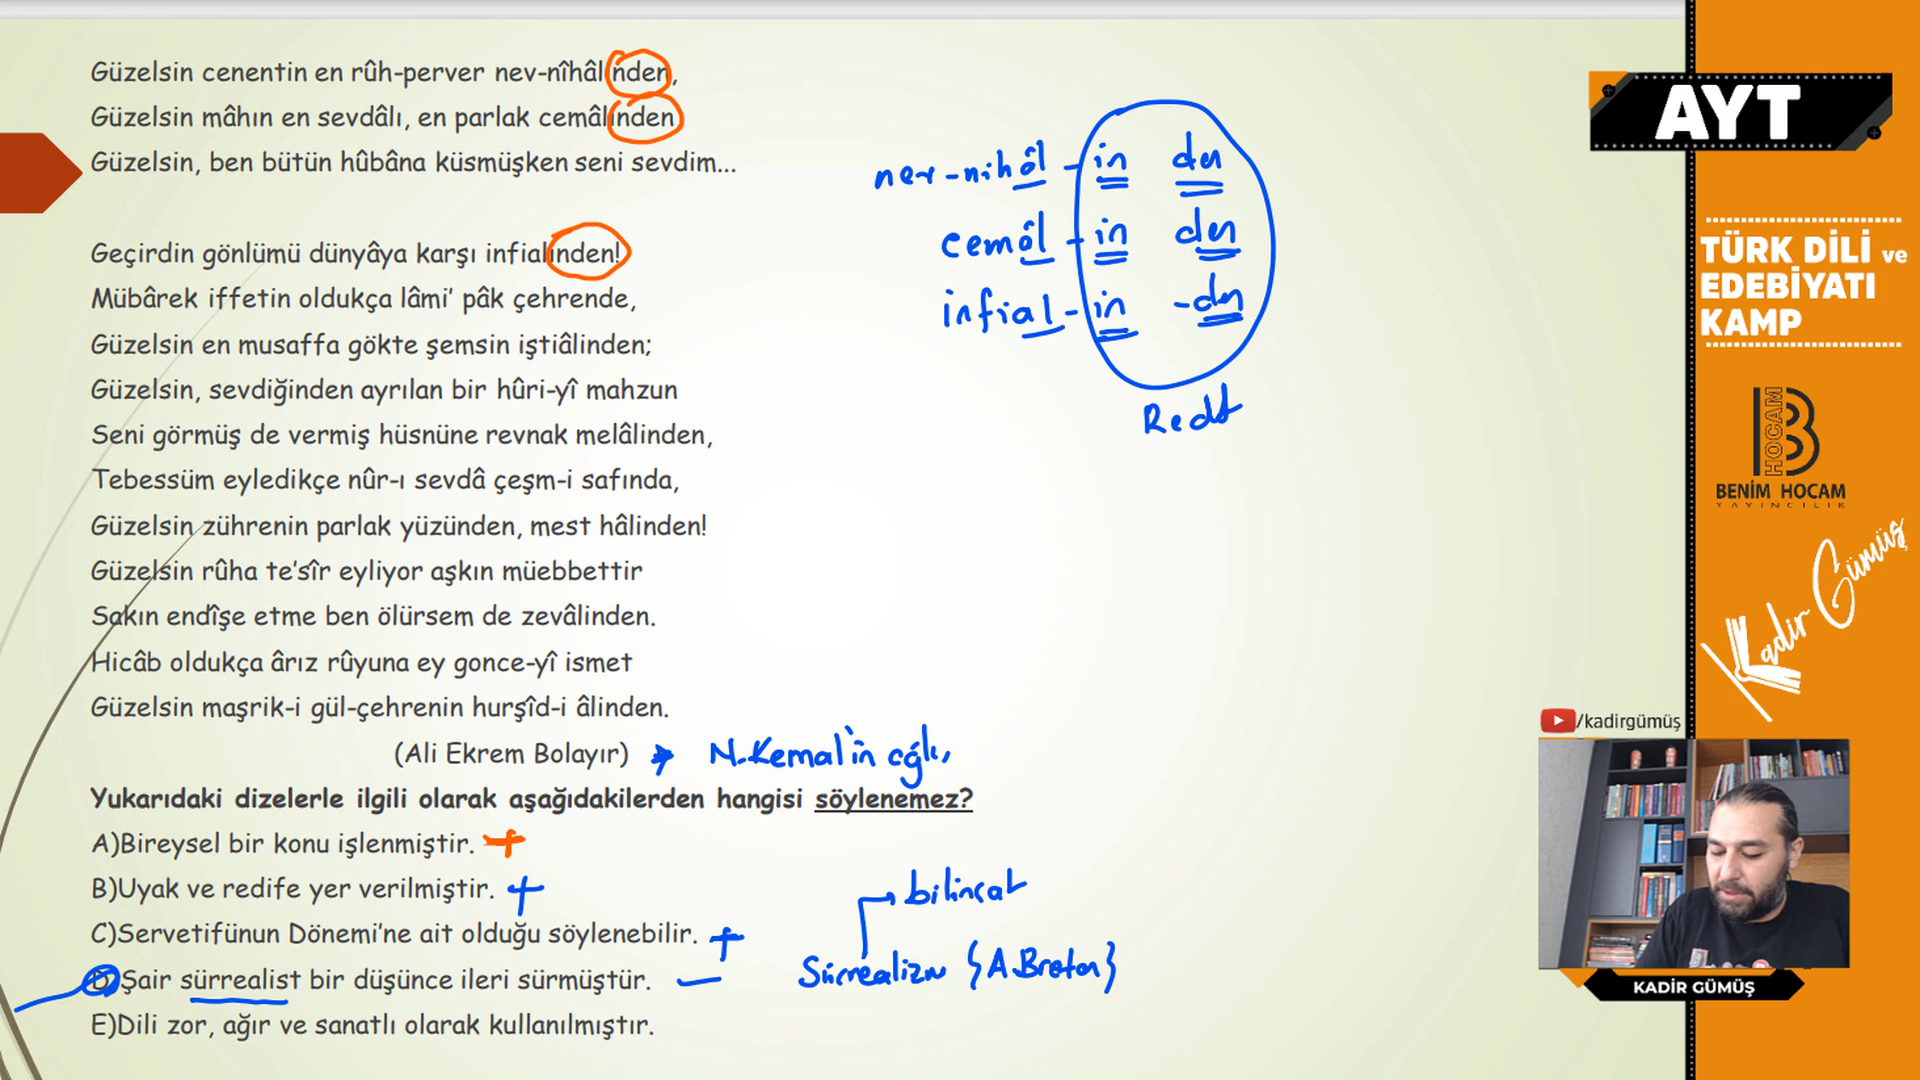 Güzelsin cenentin en rûh-perver nev-nîhâlinden,
Güzelsin mâhın en sevdâlı, en parlak cemâlinden
Güzelsin, ben bütün hûbâna küsmüşken seni sevdim...
Geçirdin gönlümü dünyâya karşı infialinden!
Mübârek iffetin oldukça lâmi' pâk çehrende,
Güzelsin en musaffa gökte şemsin iştiâlinden;
Güzelsin, sevdiğinden ayrılan bir hûri-yî mahzun
Seni görmüş de vermiş hüsnüne revnak melâlinden,
Tebessüm eyledikçe nûr-ı sevdâ çeşm-i safında,
Güzelsin zührenin parlak yüzünden, mest hâlinden!
Güzelsin rûha te'sîr eyliyor aşkın müebbettir
Sakın endîşe etme ben ölürsem de zevâlinden.
Hicâb oldukça ârız rûyuna ey gonce-yî ismet
Güzelsin maşrik-i gül-çehrenin hurşîd-i âlinden.
(Ali Ekrem Bolayır) N.Kemal'in oğlu
Yukarıdaki dizelerle ilgili olarak aşağıdakilerden hangisi söylenemez?
A)Bireysel bir konu işlenmiştir. +
B)Uyak ve redife yer verilmiştir. +
C)Servetifünun Dönemi'ne ait olduğu söylenebilir. +
D)Şair sürrealist bir düşünce ileri sürmüştür. -
E)Dili zor, ağır ve sanatlı olarak kullanılmıştır.
nev-nihâl - in den
cemâl - in den
infial - in -den
Redif
bilinçaltı
Sürrealizm {A.Breton}
AYT
TÜRK DİLİ ve
EDEBİYATI
KAMP
HOCAM
B
BENİM HOCAM
YAYINCILIK
Kadir Gümüş
/kadirgümüş
KADİR GÜMÜŞ